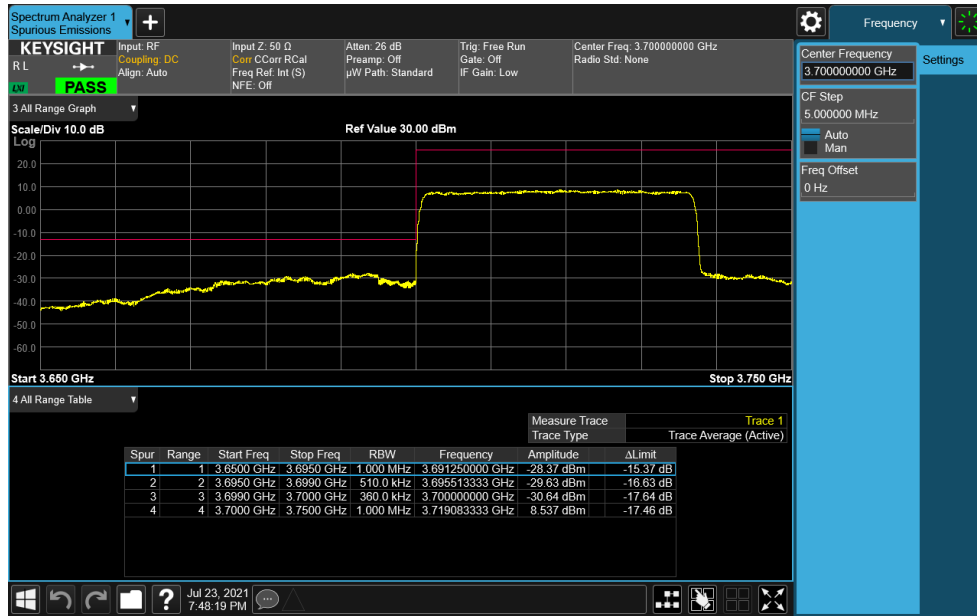 Spectrum Analyzer 1
Spurious Emissions
Frequency
KEYSIGHT
R L
LXI
PASS
Input: RF
Coupling: DC
Align: Auto
Input Z: 50 Ω
Corr CCorr RCal
Freq Ref: Int (S)
NFE: Off
Atten: 26 dB
Preamp: Off
µW Path: Standard
Trig: Free Run
Gate: Off
IF Gain: Low
Center Freq: 3.700000000 GHz
Radio Std: None
Center Frequency
3.700000000 GHz
Settings
CF Step
5.000000 MHz
Auto
Man
Freq Offset
0 Hz
3 All Range Graph
Scale/Div 10.0 dB
Ref Value 30.00 dBm
Log
20.0
10.0
0.00
-10.0
-20.0
-30.0
-40.0
-50.0
-60.0
Start 3.650 GHz
Stop 3.750 GHz
4 All Range Table
Measure Trace Trace 1
Trace Type Trace Average (Active)
Spur Range Start Freq Stop Freq RBW Frequency Amplitude ΔLimit
1 1 3.6500 GHz 3.6950 GHz 1.000 MHz 3.691250000 GHz -28.37 dBm -15.37 dB
2 2 3.6950 GHz 3.6990 GHz 510.0 kHz 3.695513333 GHz -29.63 dBm -16.63 dB
3 3 3.6990 GHz 3.7000 GHz 360.0 kHz 3.700000000 GHz -30.64 dBm -17.64 dB
4 4 3.7000 GHz 3.7500 GHz 1.000 MHz 3.719083333 GHz 8.537 dBm -17.46 dB
Jul 23, 2021
7:48:19 PM